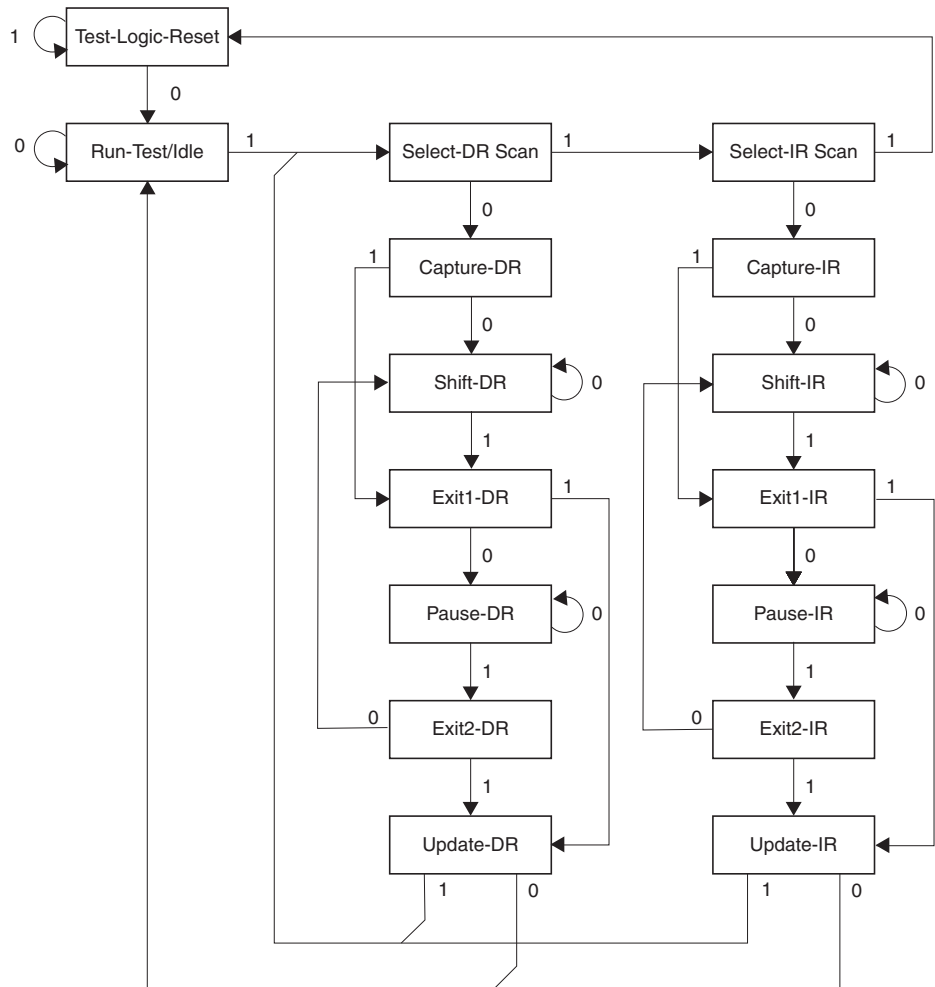 1 Test-Logic-Reset
0
0 Run-Test/Idle 1 Select-DR Scan 1 Select-IR Scan 1
0 0
1 Capture-DR 1 Capture-IR
0 0
Shift-DR 0 Shift-IR 0
1 1
Exit1-DR 1 Exit1-IR 1
0 0
Pause-DR 0 Pause-IR 0
1 1
0 Exit2-DR 0 Exit2-IR
1 1
Update-DR Update-IR
1 0 1 0